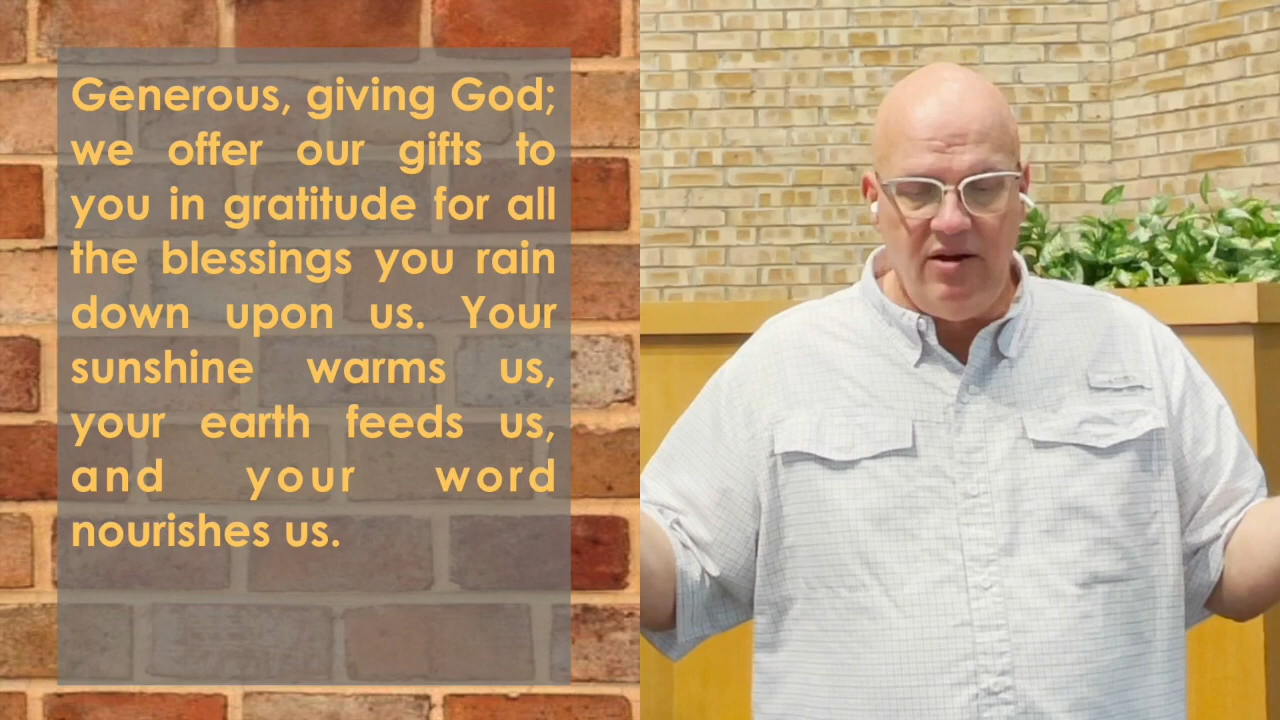 Generous, giving God;
we offer our gifts to
you in gratitude for all
the blessings you rain
down upon us. Your
sunshine warms us,
your earth feeds us,
and your word
nourishes us.